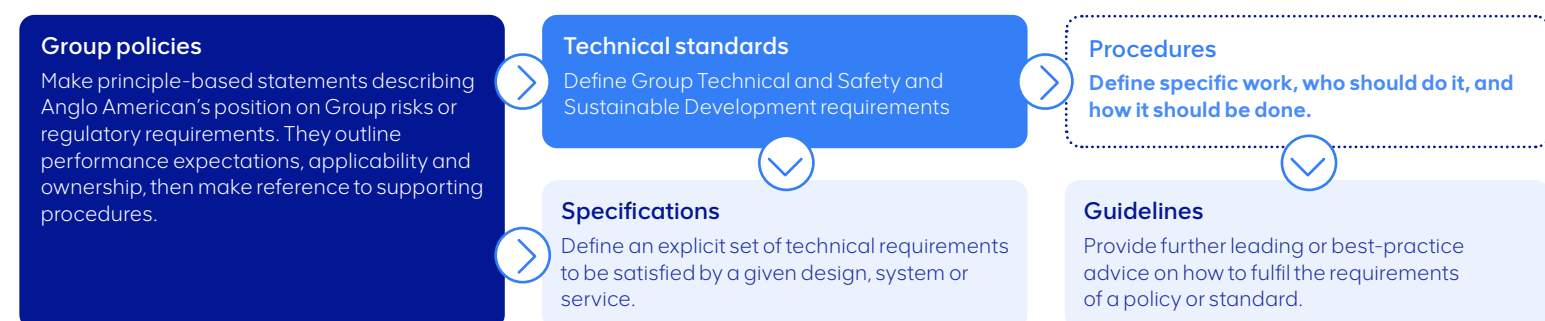 Group policies
Make principle-based statements describing
Anglo American's position on Group risks or
regulatory requirements. They outline
performance expectations, applicability and
ownership, then make reference to supporting
procedures.
Technical standards
Define Group Technical and Safety and
Sustainable Development requirements
Specifications
Define an explicit set of technical requirements
to be satisfied by a given design, system or
service.
Procedures
Define specific work, who should do it, and
how it should be done.
Guidelines
Provide further leading or best-practice
advice on how to fulfil the requirements
of a policy or standard.